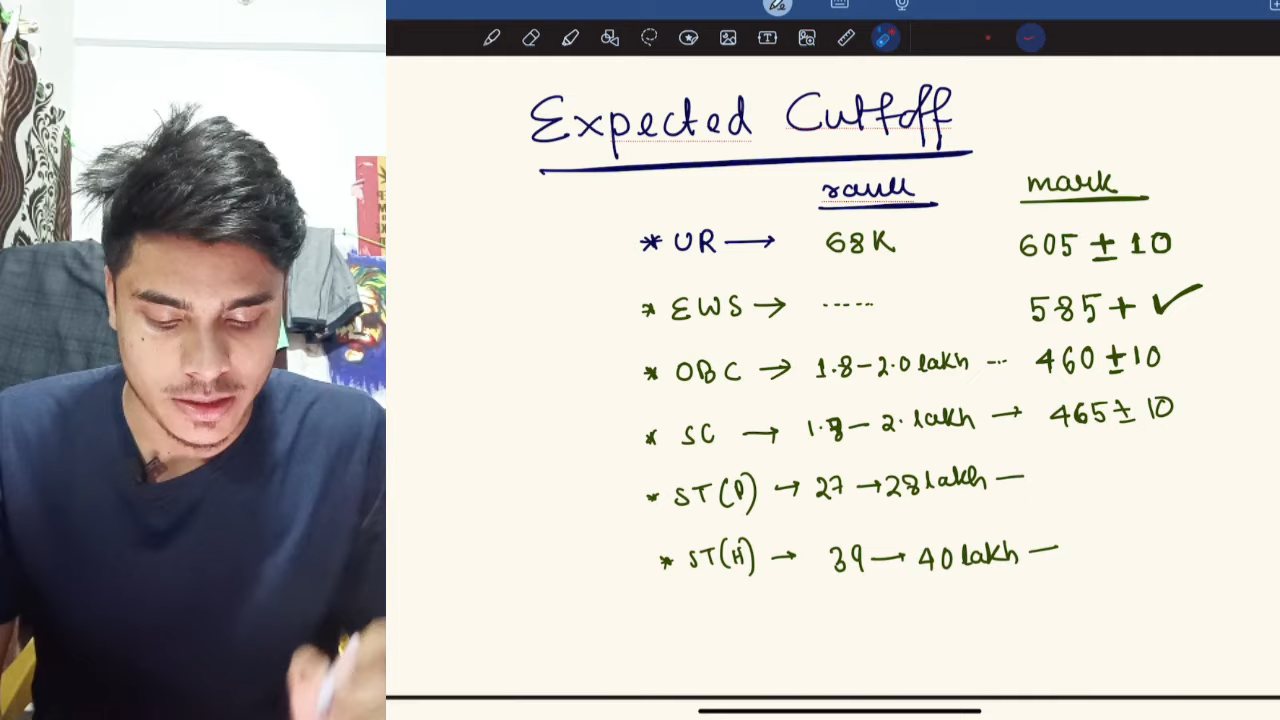 Expected Cuttoff
rank mark
* UR → 68K 605 ± 10
* EWS → ------ 585 + ✓
* OBC → 1.8 - 2.0 lakh --- 460 ± 10
* SC → 1.8 - 2. lakh → 465 ± 10
* ST(P) → 27 → 28 lakh —
* ST(H) → 39 → 40 lakh —